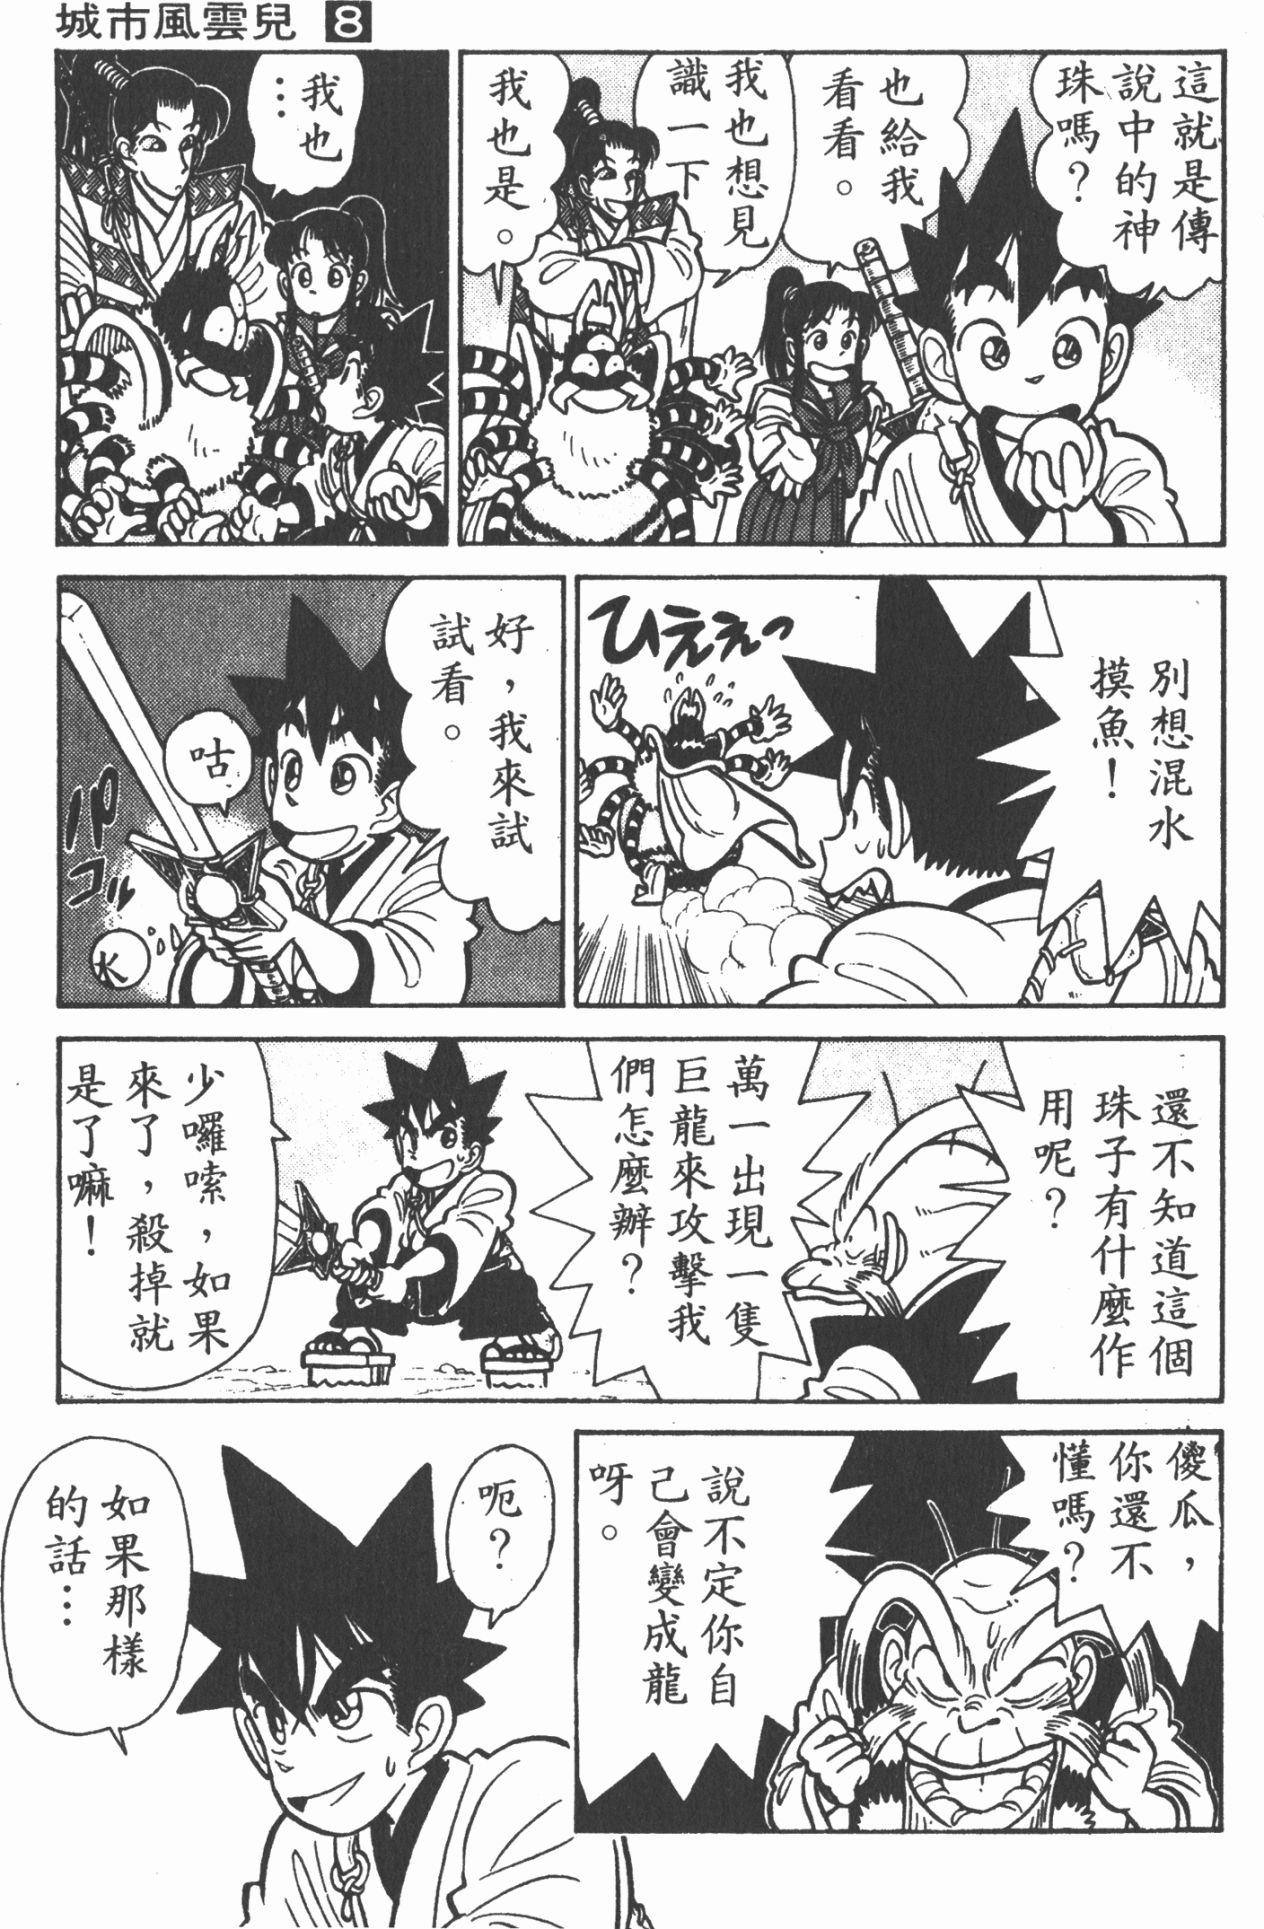 城市風雲兒 8
這就是傳
說中的神
珠嗎？
也給我
看看。
我也想見
識一下
我也是。
我也
…
別想混水
摸魚！
ひえぇっ
好，我來試
試看。
咕
パコッ
水
還不知道這個
珠子有什麼作
用呢？
萬一出現一隻
巨龍來攻擊我
們怎麼辦？
少囉嗦，如果
來了，殺掉就
是了嘛！
傻瓜，
你還不
懂嗎？
說不定你自
己會變成龍
呀。
呃？
如果那樣
的話…